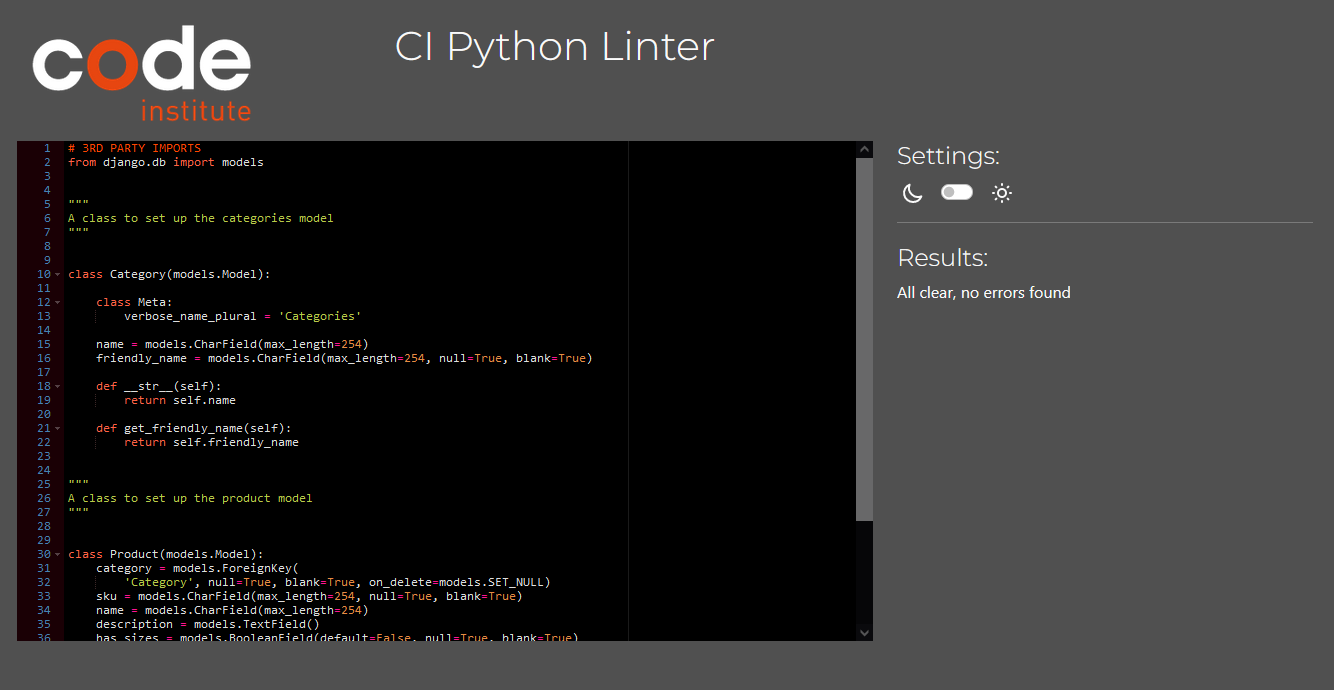 code
institute
CI Python Linter
1 # 3RD PARTY IMPORTS
2 from django.db import models
3
4
5 """
6 A class to set up the categories model
7 """
8
9
10 class Category(models.Model):
11
12     class Meta:
13         verbose_name_plural = 'Categories'
14
15     name = models.CharField(max_length=254)
16     friendly_name = models.CharField(max_length=254, null=True, blank=True)
17
18     def __str__(self):
19         return self.name
20
21     def get_friendly_name(self):
22         return self.friendly_name
23
24
25 """
26 A class to set up the product model
27 """
28
29
30 class Product(models.Model):
31     category = models.ForeignKey(
32         'Category', null=True, blank=True, on_delete=models.SET_NULL)
33     sku = models.CharField(max_length=254, null=True, blank=True)
34     name = models.CharField(max_length=254)
35     description = models.TextField()
36     has_sizes = models.BooleanField(default=False, null=True, blank=True)
Settings:
Results:
All clear, no errors found